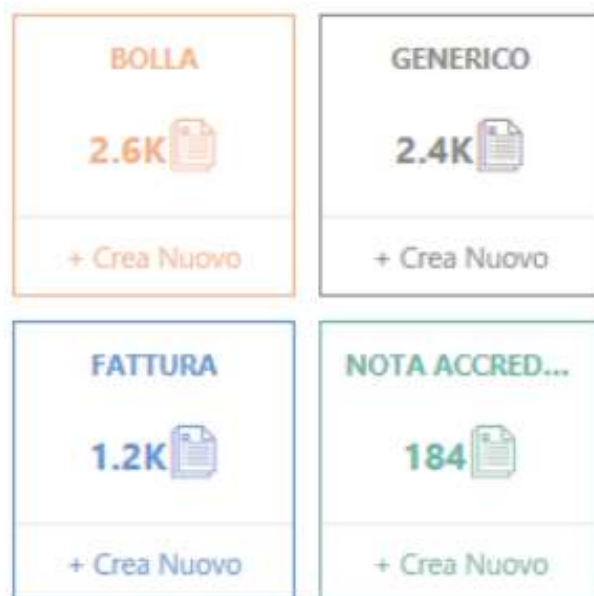 BOLLA
2.6K
+ Crea Nuovo
GENERICO
2.4K
+ Crea Nuovo
FATTURA
1.2K
+ Crea Nuovo
NOTA ACCRED...
184
+ Crea Nuovo